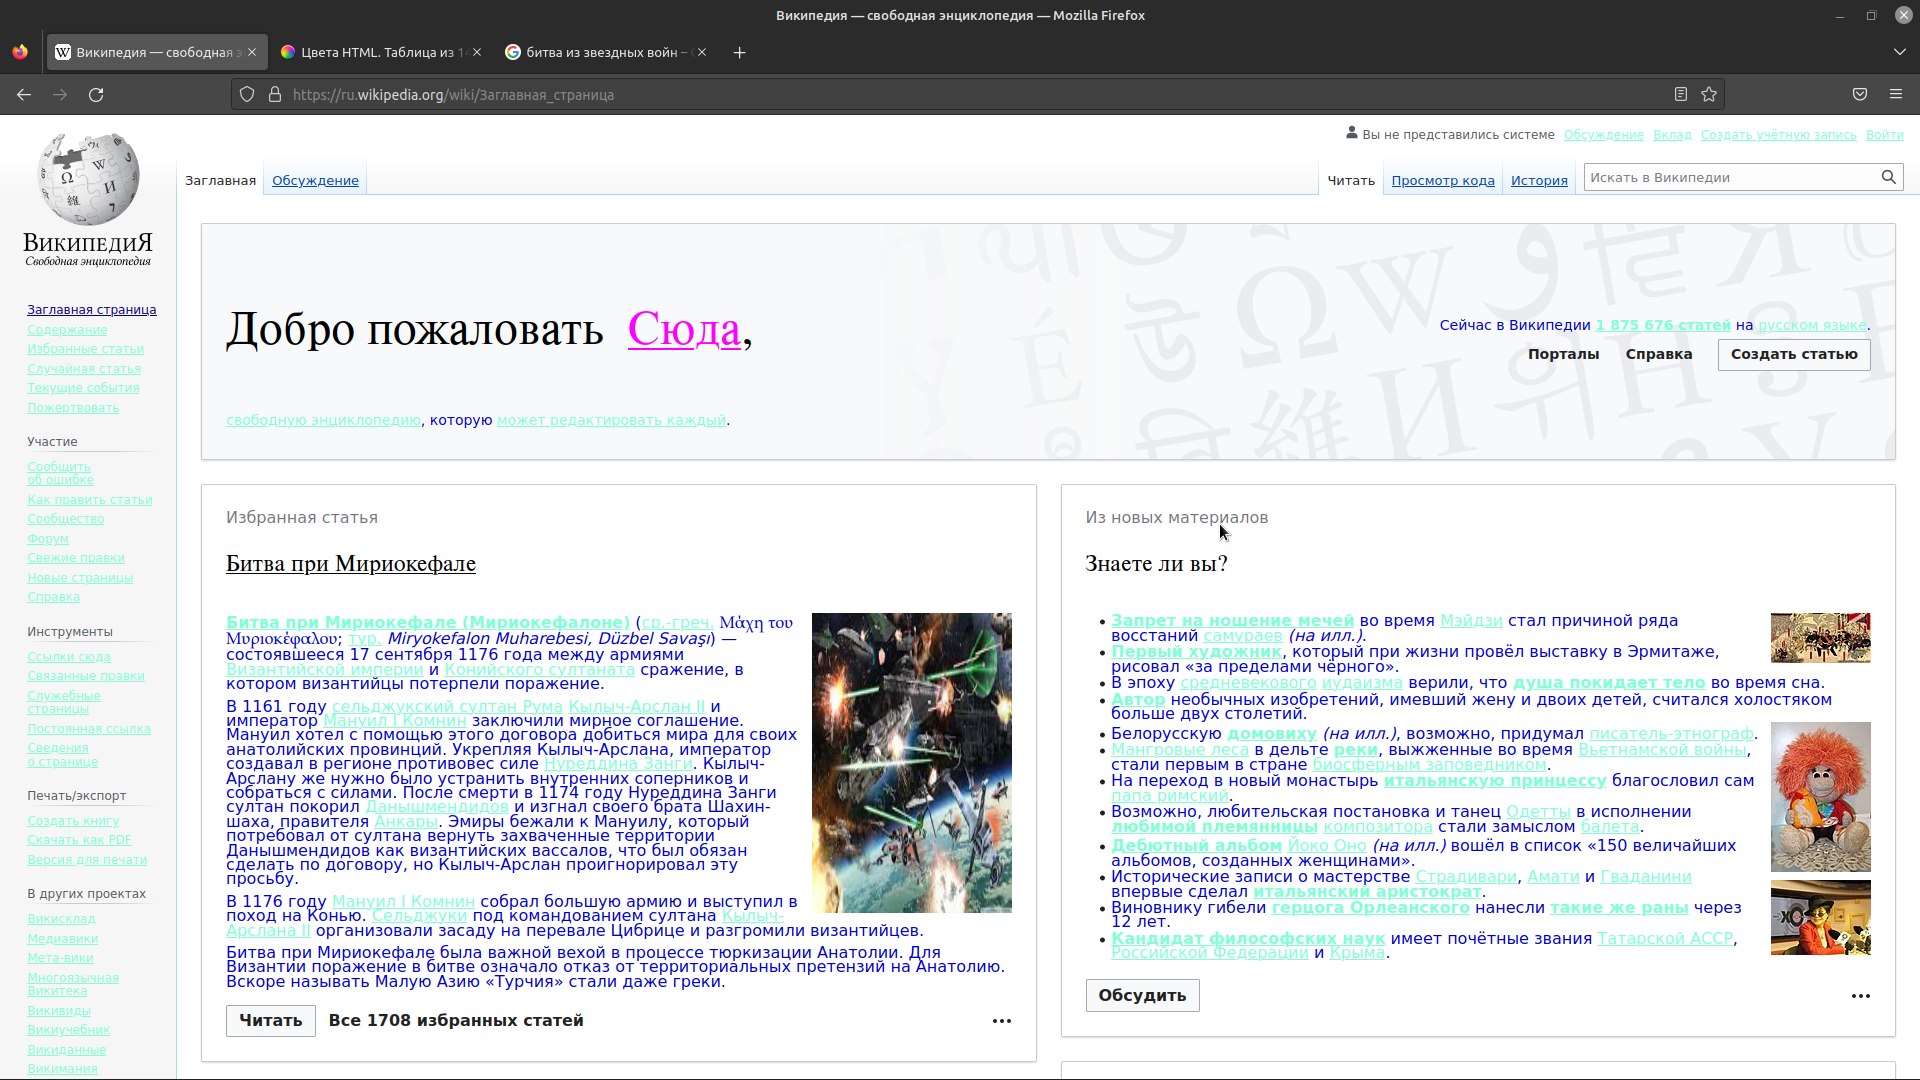 Википедия — свободная энциклопедия — Mozilla Firefox
Википедия — свободная
Цвета HTML. Таблица из 1
битва из звездных войн –
https://ru.wikipedia.org/wiki/Заглавная_страница
Вы не представились системе Обсуждение Вклад Создать учётную запись Войти
Заглавная Обсуждение Читать Просмотр кода История Искать в Википедии
ВикипедиЯ
Свободная энциклопедия
Заглавная страница
Содержание
Избранные статьи
Случайная статья
Текущие события
Пожертвовать
Участие
Сообщить
об ошибке
Как править статьи
Сообщество
Форум
Свежие правки
Новые страницы
Справка
Инструменты
Ссылки сюда
Связанные правки
Служебные
страницы
Постоянная ссылка
Сведения
о странице
Печать/экспорт
Создать книгу
Скачать как PDF
Версия для печати
В других проектах
Викисклад
Медиавики
Мета-вики
Многоязычная
Викитека
Викивиды
Викиучебник
Викиданные
Викимания
Добро пожаловать Сюда,
свободную энциклопедию, которую может редактировать каждый.
Сейчас в Википедии 1 875 676 статей на русском языке.
Порталы Справка Создать статью
Избранная статья
Битва при Мириокефале
Битва при Мириокефале (Мириокефалоне) (ср.-греч. Μάχη του
Μυριοκέφαλου; тур. Miryokefalon Muharebesi, Düzbel Savaşı) —
состоявшееся 17 сентября 1176 года между армиями
Византийской империи и Конийского султаната сражение, в
котором византийцы потерпели поражение.
В 1161 году сельджукский султан Рума Кылыч-Арслан II и
император Мануил I Комнин заключили мирное соглашение.
Мануил хотел с помощью этого договора добиться мира для своих
анатолийских провинций. Укрепляя Кылыч-Арслана, император
создавал в регионе противовес силе Нуреддина Занги. Кылыч-
Арслану же нужно было устранить внутренних соперников и
собраться с силами. После смерти в 1174 году Нуреддина Занги
султан покорил Данышмендидов и изгнал своего брата Шахин-
шаха, правителя Анкары. Эмиры бежали к Мануилу, который
потребовал от султана вернуть захваченные территории
Данышмендидов как византийских вассалов, что был обязан
сделать по договору, но Кылыч-Арслан проигнорировал эту
просьбу.
В 1176 году Мануил I Комнин собрал большую армию и выступил в
поход на Конью. Сельджуки под командованием султана Кылыч-
Арслана II организовали засаду на перевале Цибрице и разгромили византийцев.
Битва при Мириокефале была важной вехой в процессе тюркизации Анатолии. Для
Византии поражение в битве означало отказ от территориальных претензий на Анатолию.
Вскоре называть Малую Азию «Турция» стали даже греки.
Читать Все 1708 избранных статей
Из новых материалов
Знаете ли вы?
Запрет на ношение мечей во время Мэйдзи стал причиной ряда
восстаний самураев (на илл.).
Первый художник, который при жизни провёл выставку в Эрмитаже,
рисовал «за пределами чёрного».
В эпоху средневекового иудаизма верили, что душа покидает тело во время сна.
Автор необычных изобретений, имевший жену и двоих детей, считался холостяком
больше двух столетий.
Белорусскую домовиху (на илл.), возможно, придумал писатель-этнограф.
Мангровые леса в дельте реки, выжженные во время Вьетнамской войны,
стали первым в стране биосферным заповедником.
На переход в новый монастырь итальянскую принцессу благословил сам
папа римский.
Возможно, любительская постановка и танец Одетты в исполнении
любимой племянницы композитора стали замыслом балета.
Дебютный альбом Йоко Оно (на илл.) вошёл в список «150 величайших
альбомов, созданных женщинами».
Исторические записи о мастерстве Страдивари, Амати и Гваданини
впервые сделал итальянский аристократ.
Виновнику гибели герцога Орлеанского нанесли такие же раны через
12 лет.
Кандидат философских наук имеет почётные звания Татарской АССР,
Российской Федерации и Крыма.
Обсудить